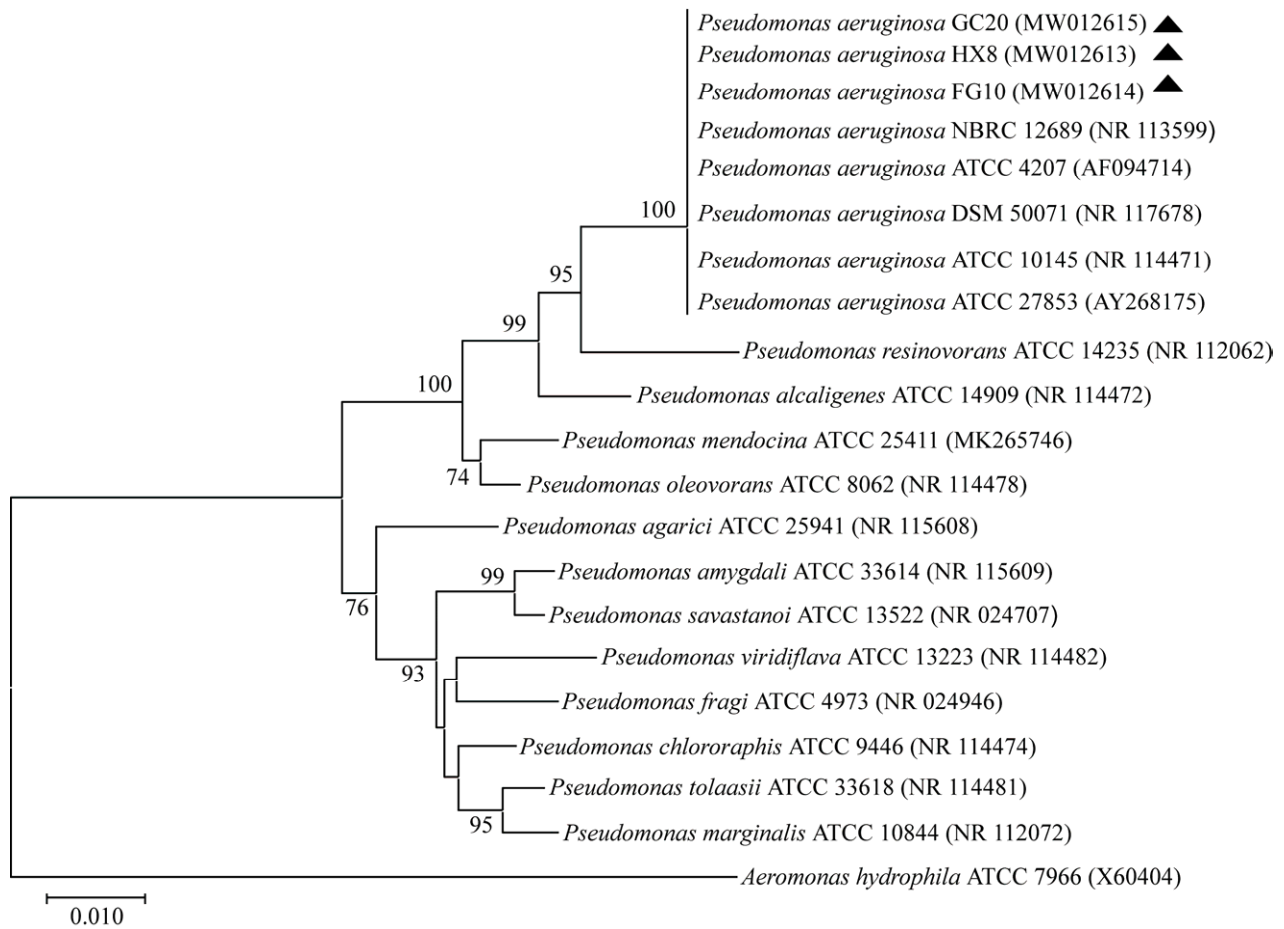 Pseudomonas aeruginosa GC20 (MW012615)
Pseudomonas aeruginosa HX8 (MW012613)
Pseudomonas aeruginosa FG10 (MW012614)
Pseudomonas aeruginosa NBRC 12689 (NR 113599)
Pseudomonas aeruginosa ATCC 4207 (AF094714)
100
Pseudomonas aeruginosa DSM 50071 (NR 117678)
Pseudomonas aeruginosa ATCC 10145 (NR 114471)
95
Pseudomonas aeruginosa ATCC 27853 (AY268175)
99
Pseudomonas resinovorans ATCC 14235 (NR 112062)
100
Pseudomonas alcaligenes ATCC 14909 (NR 114472)
Pseudomonas mendocina ATCC 25411 (MK265746)
74
Pseudomonas oleovorans ATCC 8062 (NR 114478)
Pseudomonas agarici ATCC 25941 (NR 115608)
99
Pseudomonas amygdali ATCC 33614 (NR 115609)
76
Pseudomonas savastanoi ATCC 13522 (NR 024707)
Pseudomonas viridiflava ATCC 13223 (NR 114482)
93
Pseudomonas fragi ATCC 4973 (NR 024946)
Pseudomonas chlororaphis ATCC 9446 (NR 114474)
Pseudomonas tolaasii ATCC 33618 (NR 114481)
95
Pseudomonas marginalis ATCC 10844 (NR 112072)
Aeromonas hydrophila ATCC 7966 (X60404)
0.010